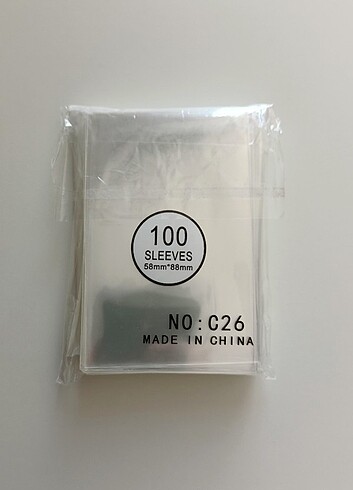 100
SLEEVES
58mm*88mm
NO:C26
MADE IN CHINA